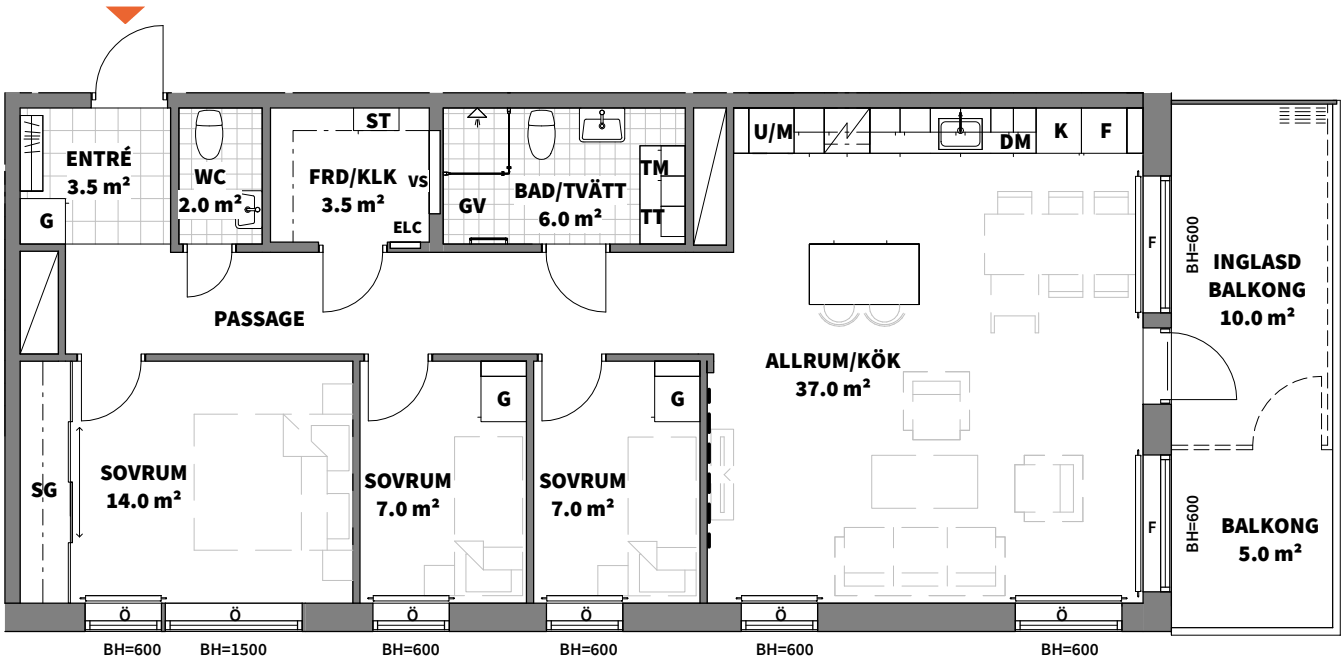 ENTRÉ
3.5 m²
G
WC
2.0 m²
ST
FRD/KLK
3.5 m²
VS
ELC
GV
BAD/TVÄTT
6.0 m²
TM
TT
U/M
DM
K
F
F
BH=600
INGLASD
BALKONG
10.0 m²
PASSAGE
ALLRUM/KÖK
37.0 m²
SG
SOVRUM
14.0 m²
G
SOVRUM
7.0 m²
G
SOVRUM
7.0 m²
F
BH=600
BALKONG
5.0 m²
Ö
Ö
Ö
Ö
Ö
Ö
BH=600
BH=1500
BH=600
BH=600
BH=600
BH=600